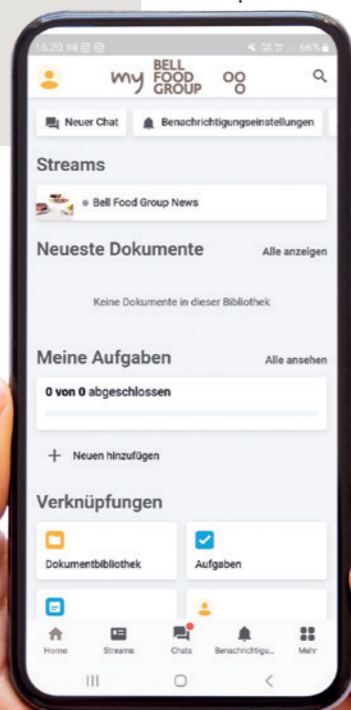 16:20
66%
my BELL FOOD GROUP
Neuer Chat
Benachrichtigungseinstellungen
Streams
Bell Food Group News
Neueste Dokumente
Alle anzeigen
Keine Dokumente in dieser Bibliothek
Meine Aufgaben
Alle ansehen
0 von 0 abgeschlossen
Neuen hinzufügen
Verknüpfungen
Dokumentbibliothek
Aufgaben
Home
Streams
Chats
Benachrichtigu...
Mehr